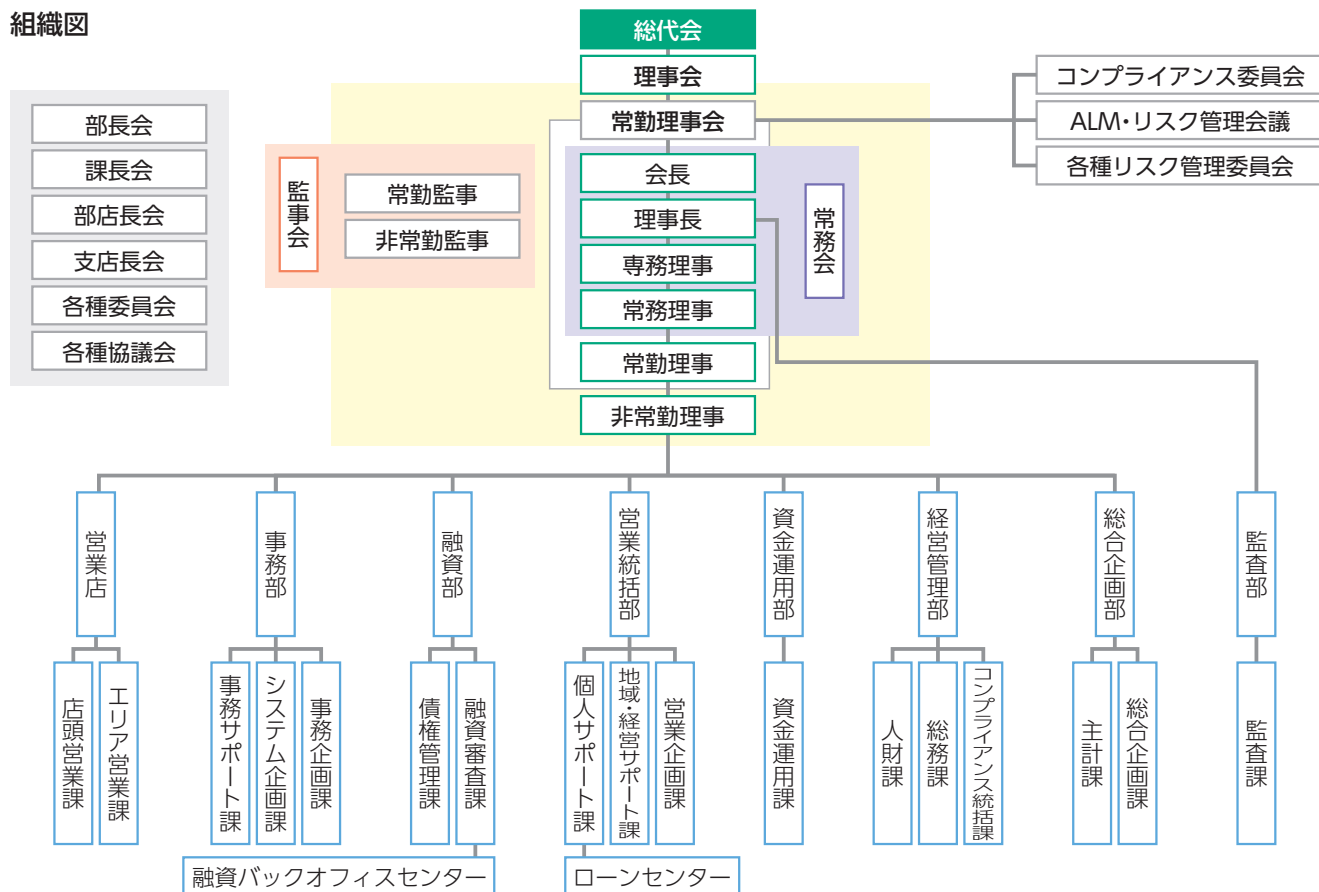 組織図
総代会
理事会
常勤理事会
コンプライアンス委員会
ALM・リスク管理会議
各種リスク管理委員会
部長会
課長会
部店長会
支店長会
各種委員会
各種協議会
監事会
常勤監事
非常勤監事
会長
理事長
専務理事
常務理事
常務会
常勤理事
非常勤理事
営業店
事務部
融資部
営業統括部
資金運用部
経営管理部
総合企画部
監査部
店頭営業課
エリア営業課
事務サポート課
システム企画課
事務企画課
債権管理課
融資審査課
個人サポート課
地域・経営サポート課
営業企画課
資金運用課
人財課
総務課
コンプライアンス統括課
主計課
総合企画課
監査課
融資バックオフィスセンター
ローンセンター